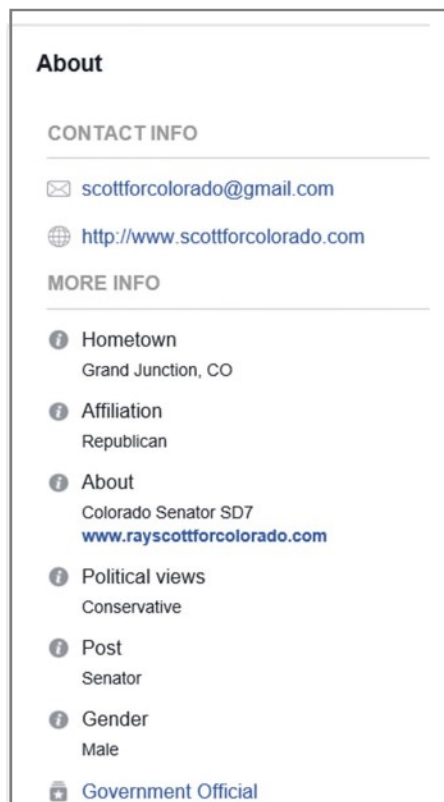 About
CONTACT INFO
scottforcolorado@gmail.com
http://www.scottforcolorado.com
MORE INFO
Hometown
Grand Junction, CO
Affiliation
Republican
About
Colorado Senator SD7
www.rayscottforcolorado.com
Political views
Conservative
Post
Senator
Gender
Male
Government Official